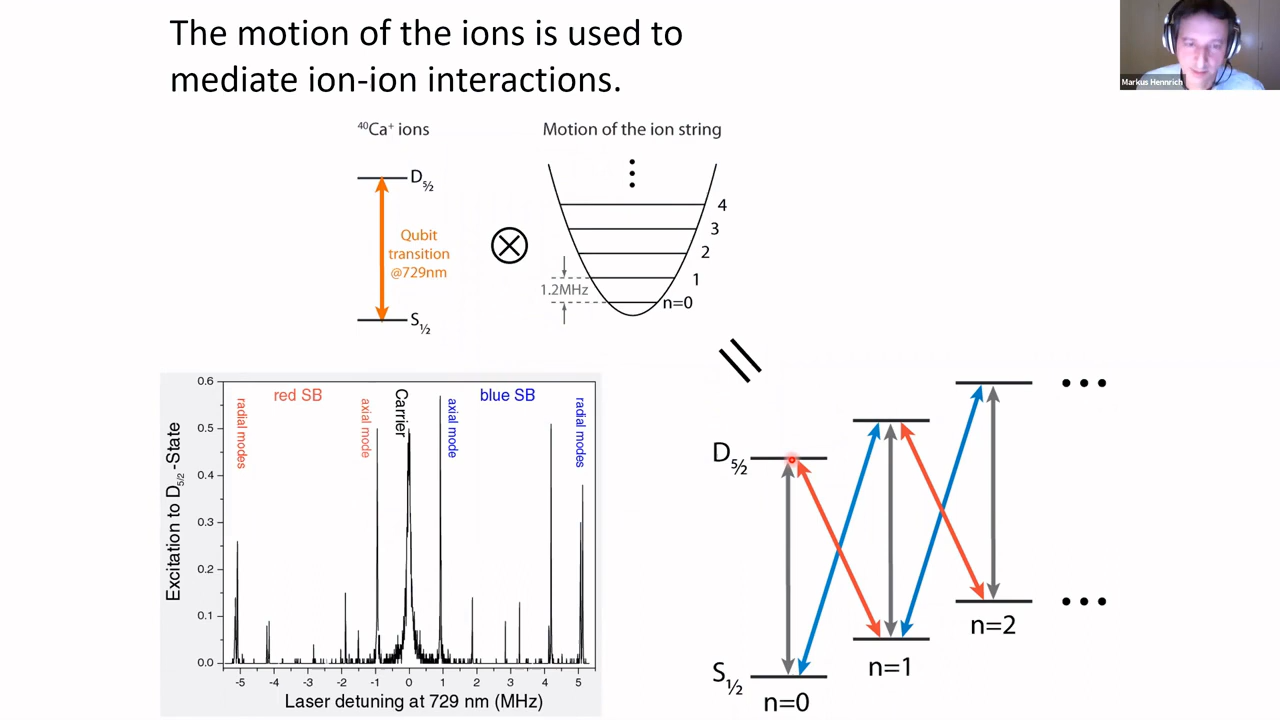 The motion of the ions is used to
mediate ion-ion interactions.
Markus Hennrich
⁴⁰Ca⁺ ions
Motion of the ion string
D₅/₂
Qubit
transition
@729nm
S₁/₂
4
3
2
1
n=0
1.2MHz
red SB
Carrier
blue SB
radial modes
axial mode
axial mode
radial modes
Excitation to D₅/₂ -State
0.6
0.5
0.4
0.3
0.2
0.1
0.0
-5 -4 -3 -2 -1 0 1 2 3 4 5
Laser detuning at 729 nm (MHz)
D₅/₂
S₁/₂
n=0
n=1
n=2